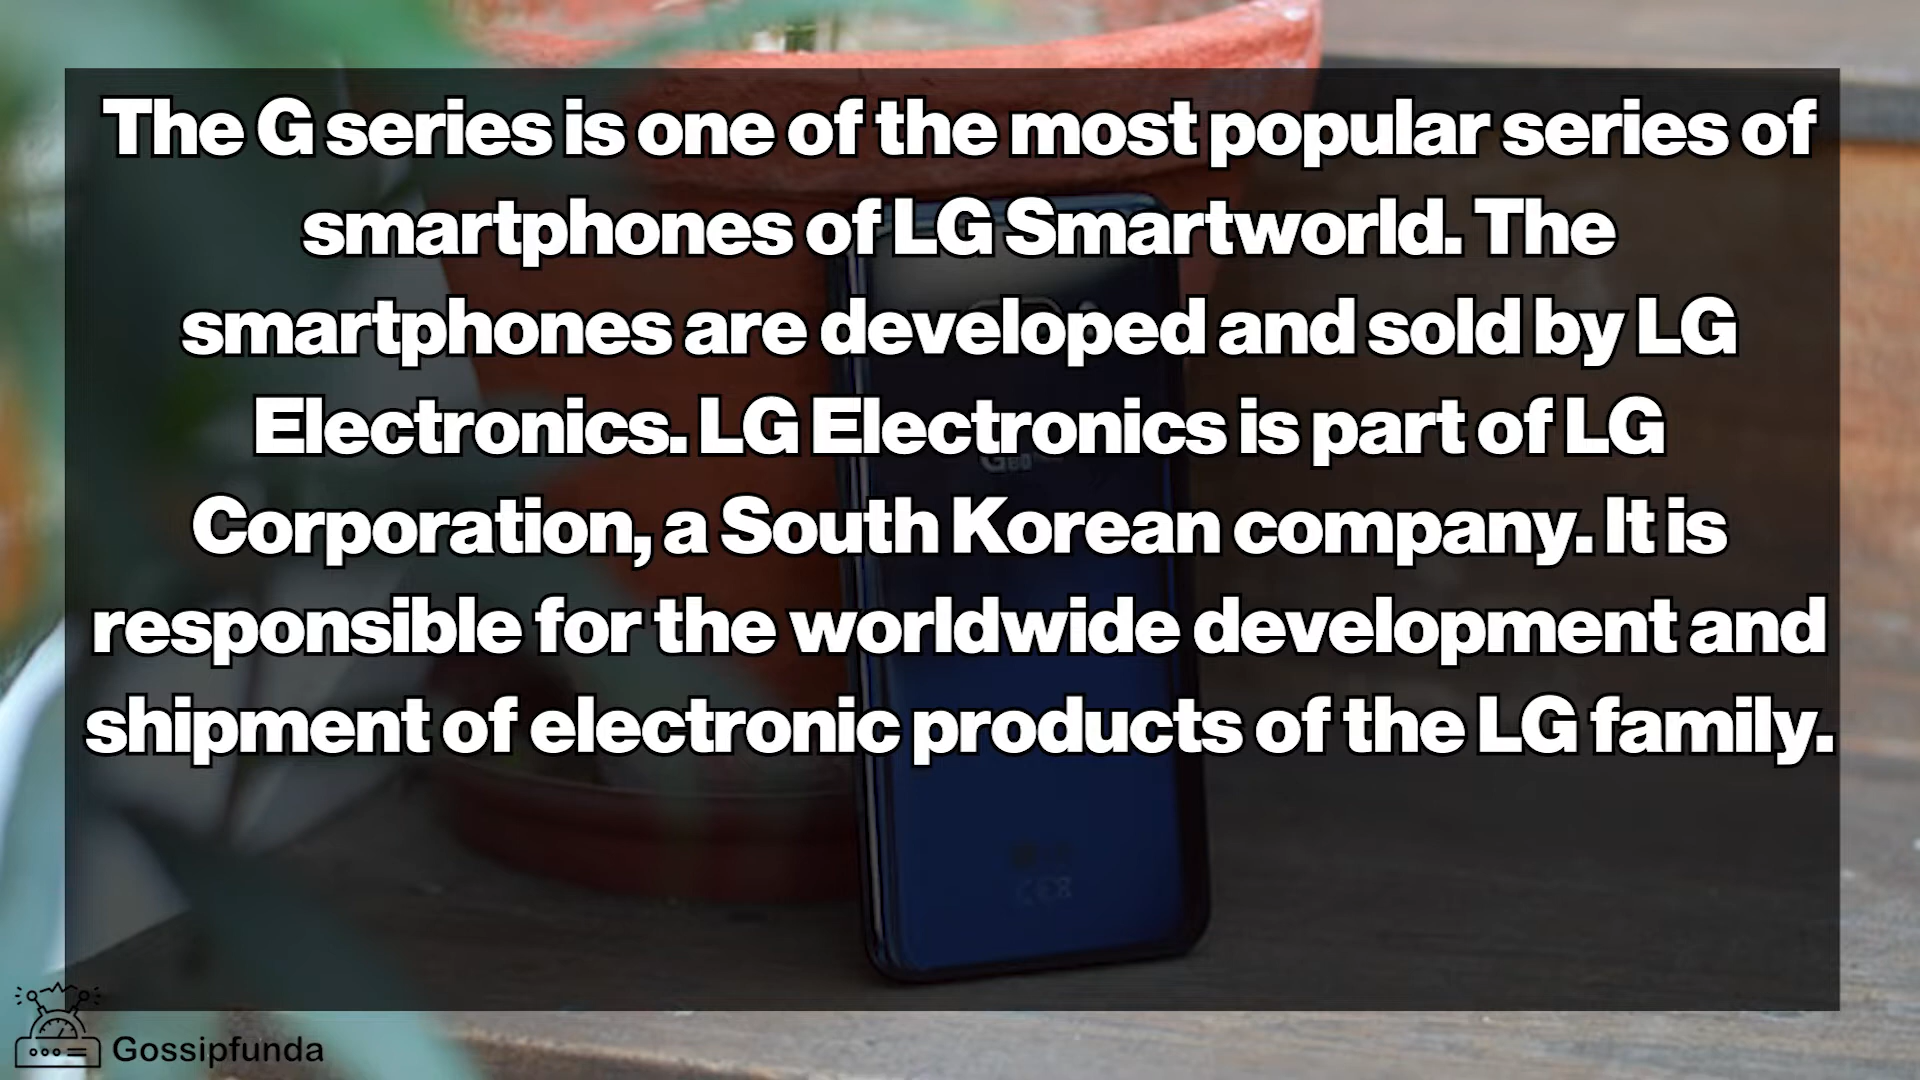 The G series is one of the most popular series of
smartphones of LG Smartworld. The
smartphones are developed and sold by LG
Electronics. LG Electronics is part of LG
Corporation, a South Korean company. It is
responsible for the worldwide development and
shipment of electronic products of the LG family.
Gossipfunda